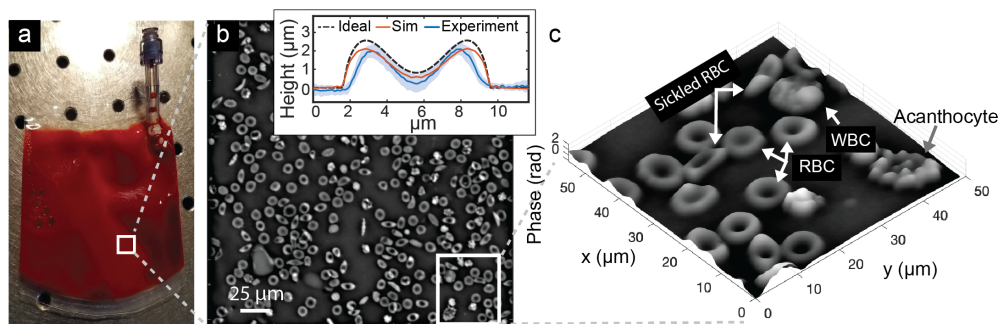 a
b
Ideal Sim Experiment
Height (µm)
3
2
1
0
0 2 4 6 8 10
µm
25 µm
c
Sickled RBC
WBC
Acanthocyte
RBC
Phase (rad)
2
0
50
40
30
20
10
0
x (µm)
50
40
30
20
10
0
y (µm)